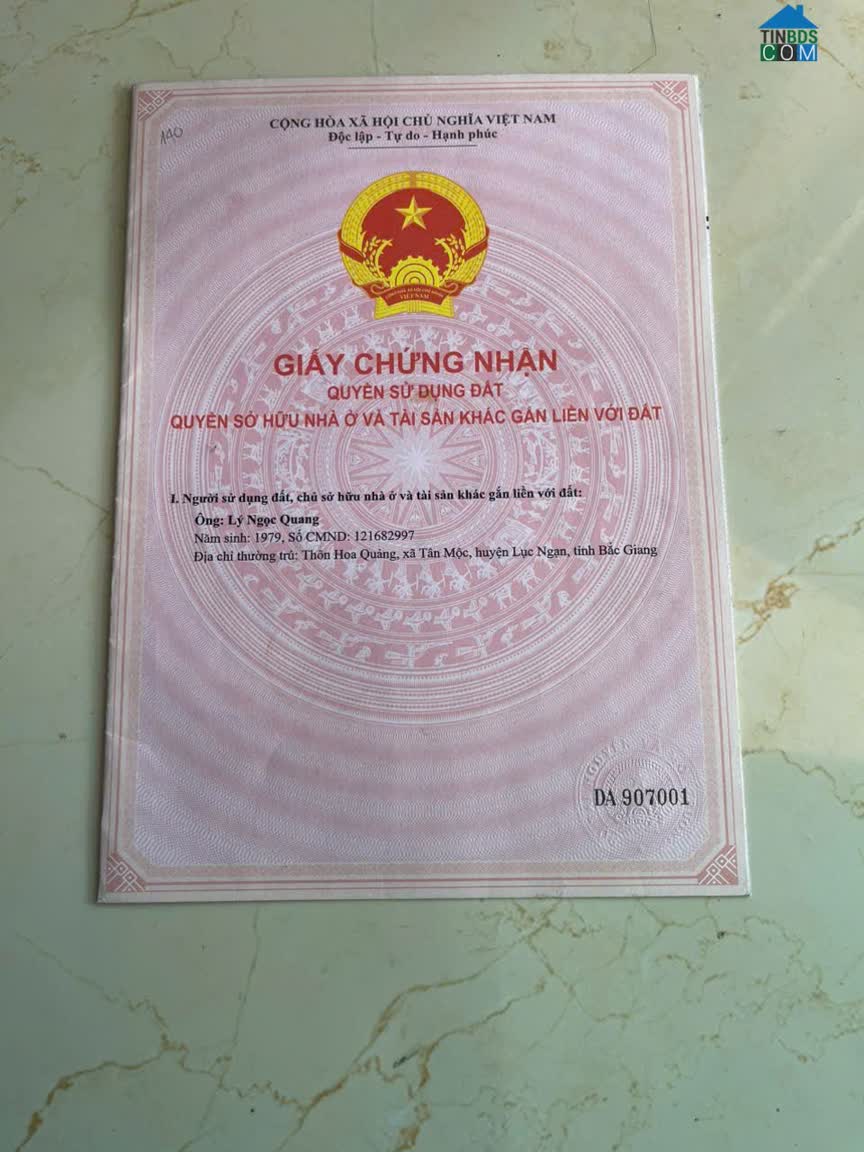 TINBDS
COM
140
CỘNG HÒA XÃ HỘI CHỦ NGHĨA VIỆT NAM
Độc lập - Tự do - Hạnh phúc
VIỆT NAM
GIẤY CHỨNG NHẬN
QUYỀN SỬ DỤNG ĐẤT
QUYỀN SỞ HỮU NHÀ Ở VÀ TÀI SẢN KHÁC GẮN LIỀN VỚI ĐẤT
I. Người sử dụng đất, chủ sở hữu nhà ở và tài sản khác gắn liền với đất:
Ông: Lý Ngọc Quang
Năm sinh: 1979, Số CMND: 121682997
Địa chỉ thường trú: Thôn Hoa Quảng, xã Tân Mộc, huyện Lục Ngạn, tỉnh Bắc Giang
DA 907001